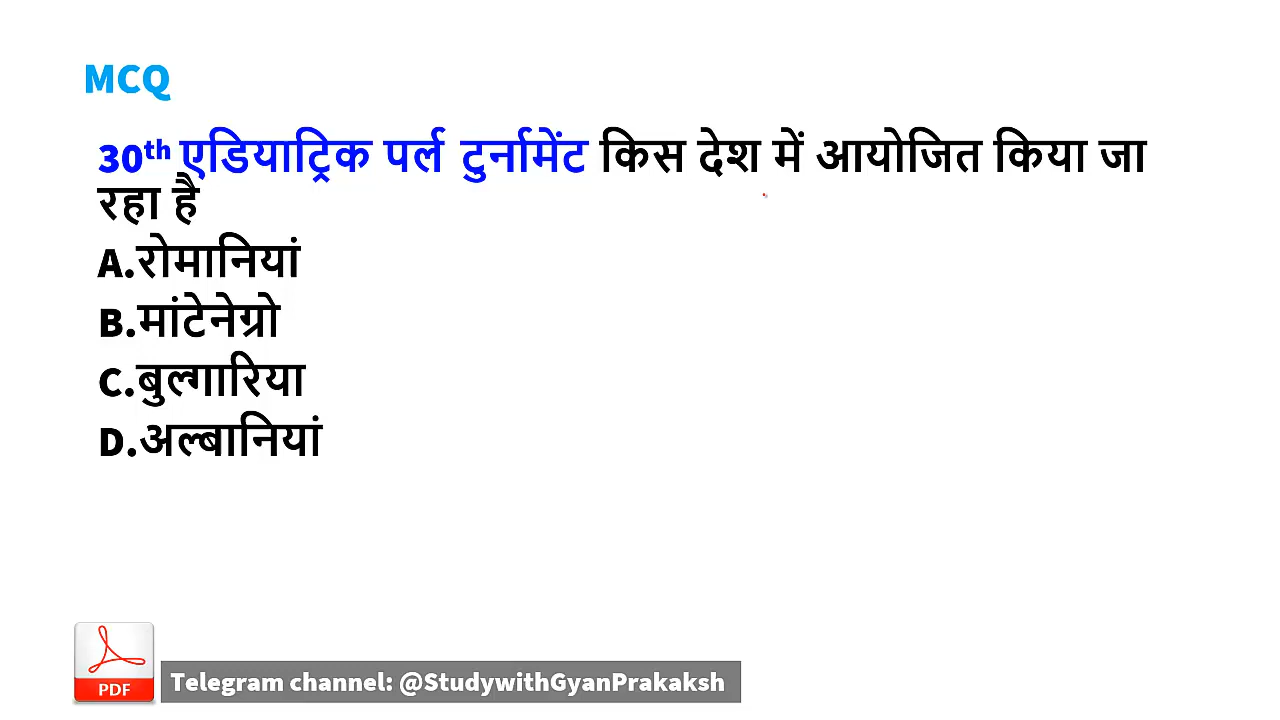 MCQ
30th एडियाट्रिक पर्ल टुर्नामेंट किस देश में आयोजित किया जा
रहा है
A.रोमानियां
B.मांटेनेग्रो
C.बुल्गारिया
D.अल्बानियां
PDF
Telegram channel: @StudywithGyanPrakaksh